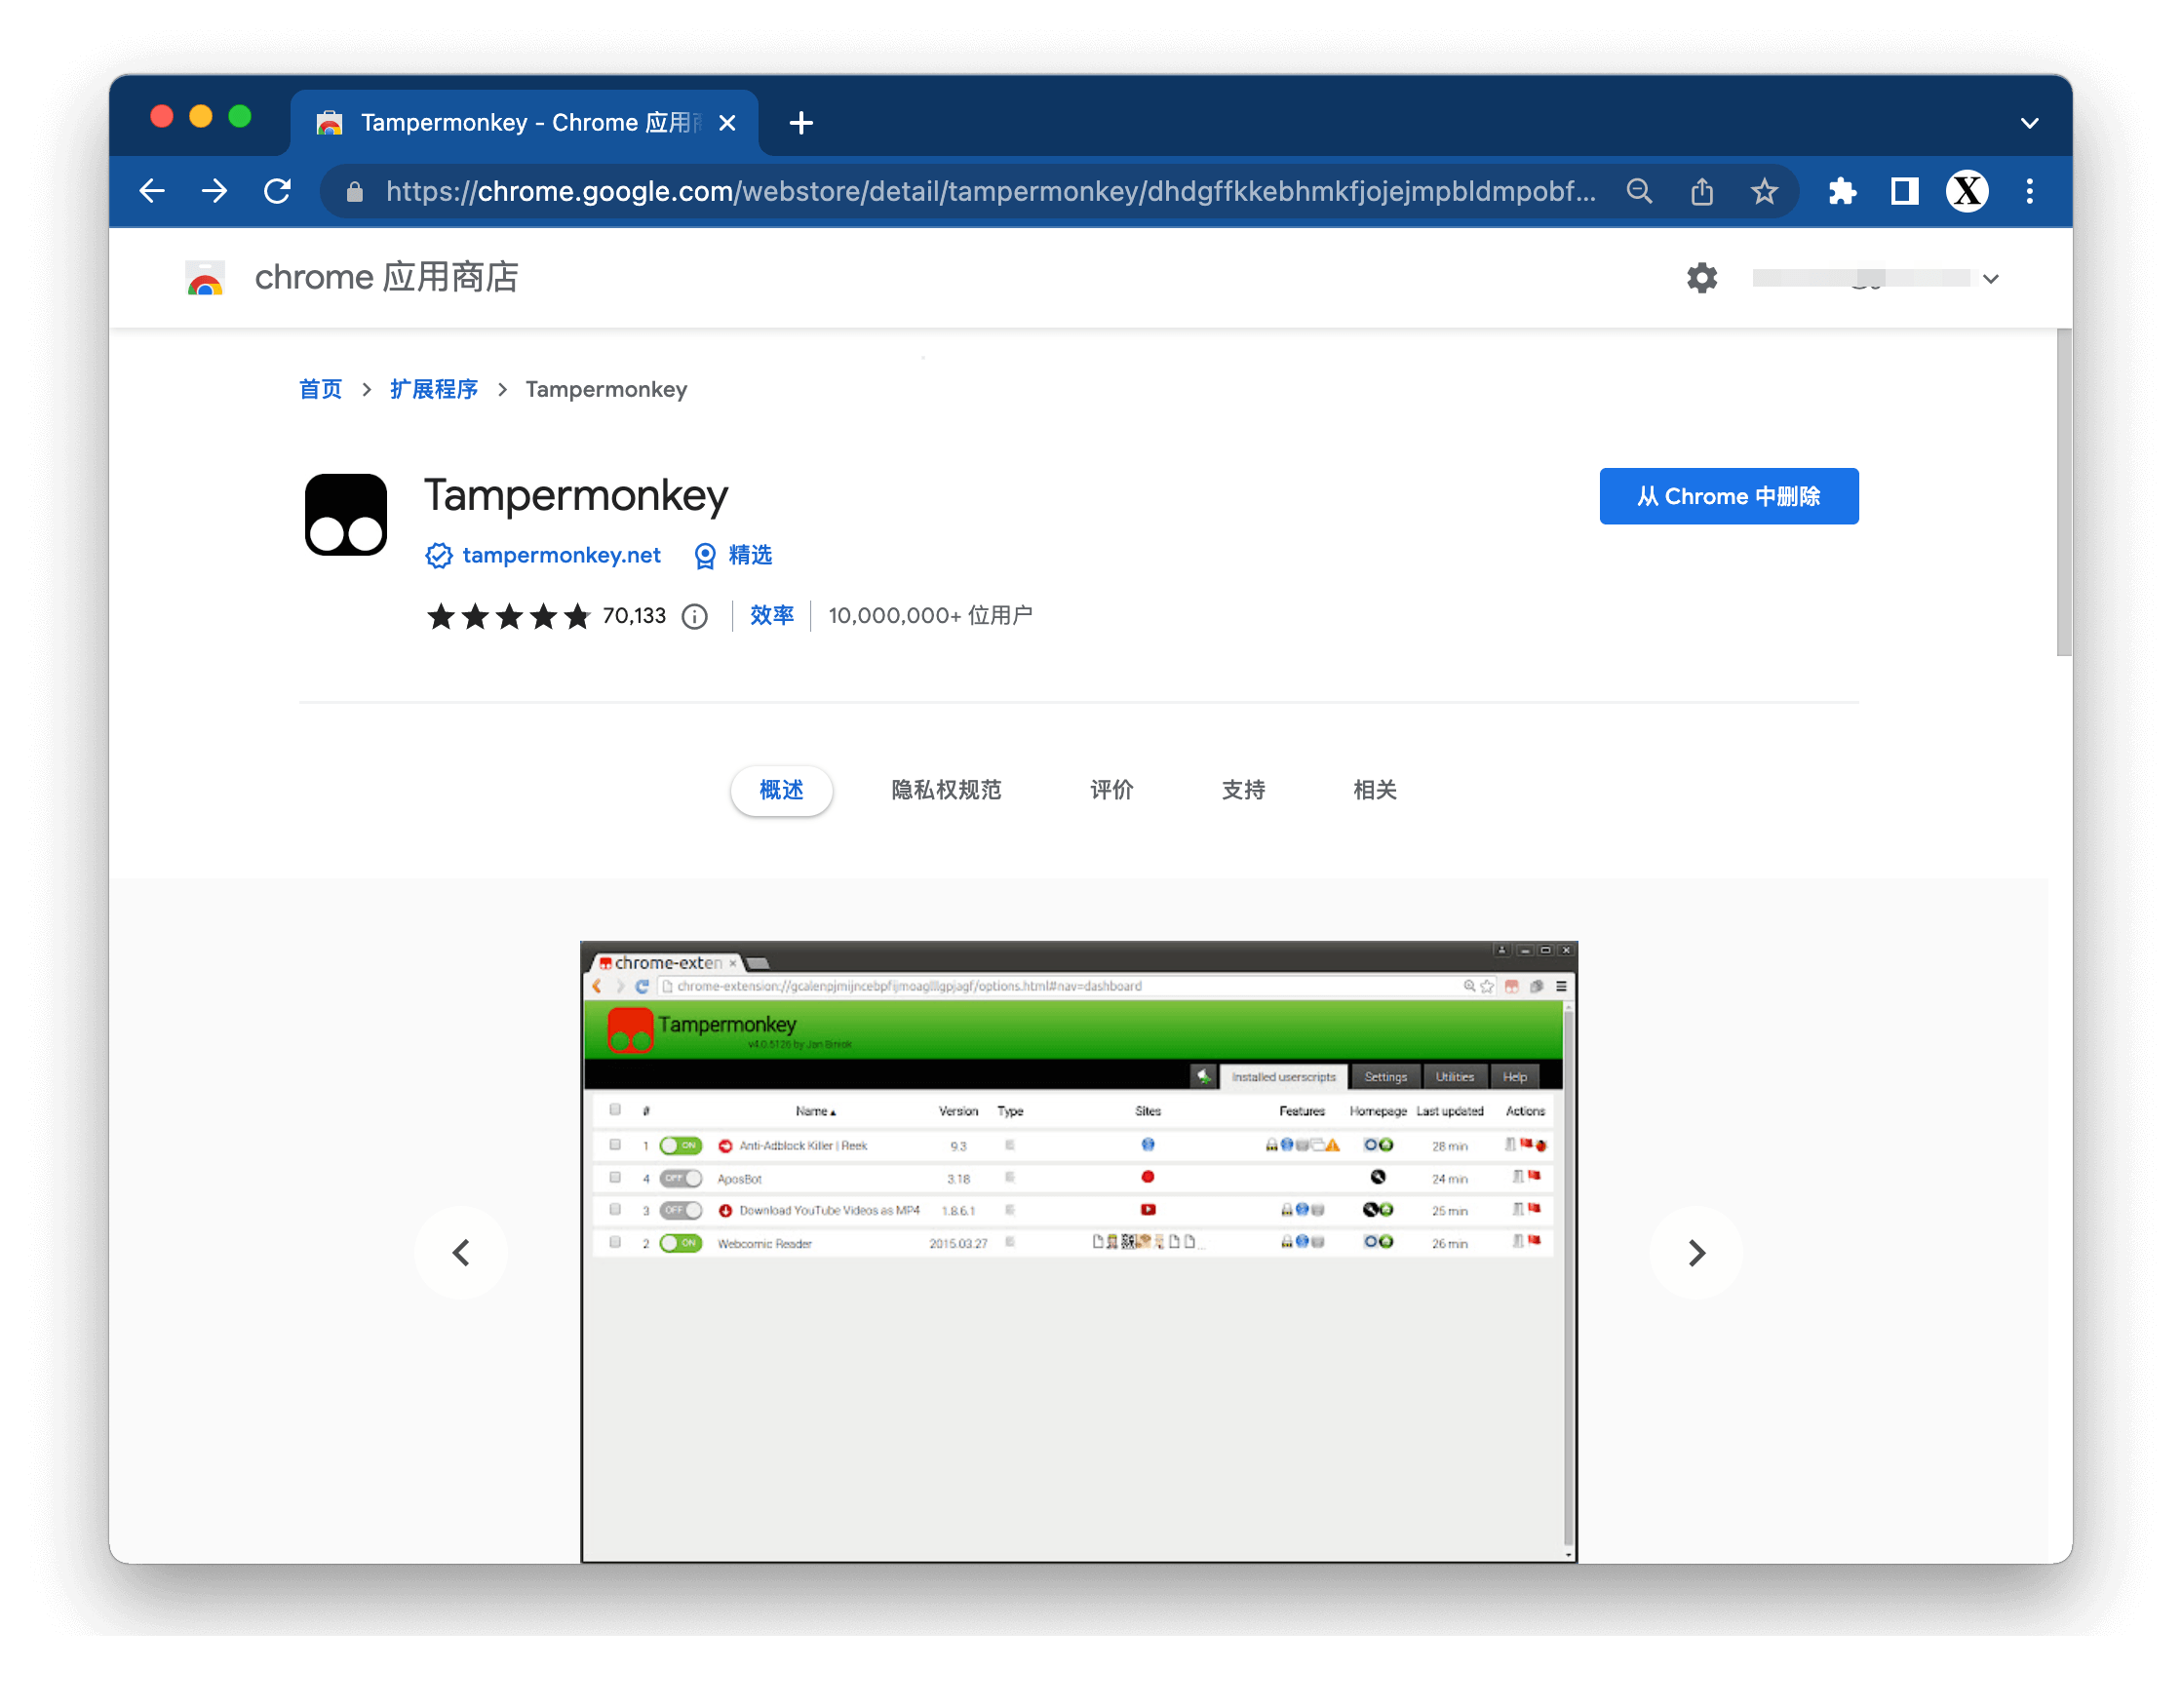 Tampermonkey - Chrome 应用
https://chrome.google.com/webstore/detail/tampermonkey/dhdgffkkebhmkfjojejmpbldmpobf...
chrome 应用商店
首页 > 扩展程序 > Tampermonkey
Tampermonkey
从 Chrome 中删除
tampermonkey.net 精选
70,133 效率 10,000,000+ 位用户
概述 隐私权规范 评价 支持 相关
chrome-exten
chrome-extension://gcalenpjmijncebpfijmoaglllgpjagf/options.html#nav=dashboard
Tampermonkey
v4.0.5126 by Jan Biniok
Installed userscripts Settings Utilities Help
# Name Version Type Sites Features Homepage Last updated Actions
1 ON Anti-Adblock Killer | Reek 9.3 28 min
4 OFF AposBot 3.18 24 min
3 OFF Download YouTube Videos as MP4 1.8.6.1 25 min
2 ON Webcomic Reader 2015.03.27 ... 26 min